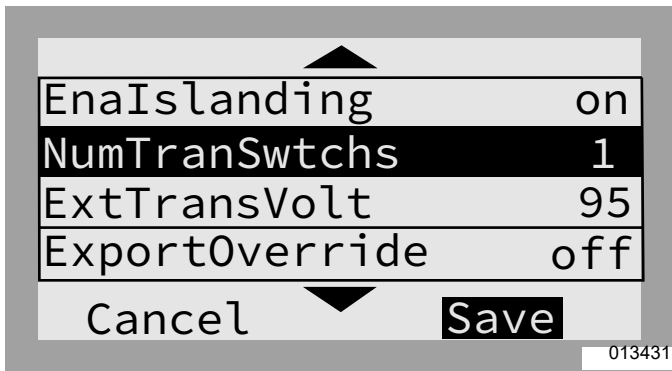 EnaIslanding on
NumTranSwtchs 1
ExtTransVolt 95
ExportOverride off
Cancel Save
013431